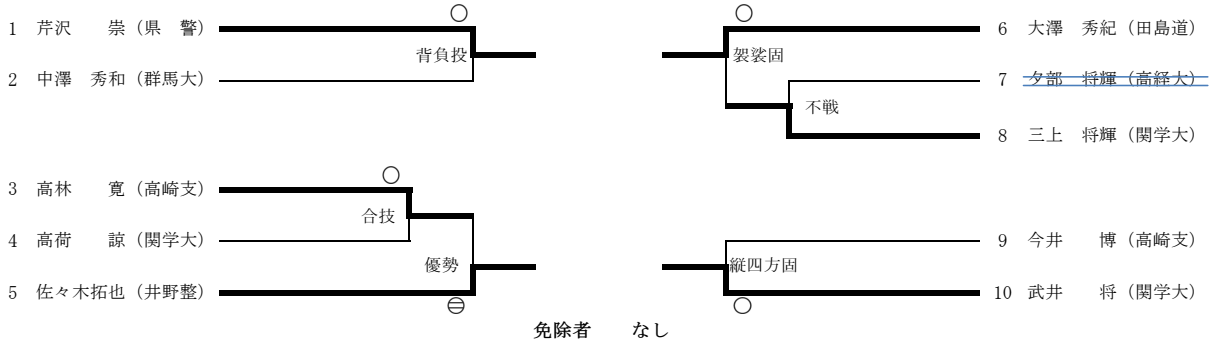 1 芹沢　　崇（県　警）
背負投
2 中澤　秀和（群馬大）
3 高林　　寛（高崎支）
合技
4 高荷　　諒（関学大）
優勢
5 佐々木拓也（井野整）
6 大澤　秀紀（田島道）
袈裟固
7 夕部　将輝（高経大）
不戦
8 三上　将輝（関学大）
9 今井　　博（高崎支）
縦四方固
10 武井　　将（関学大）
免除者　　なし